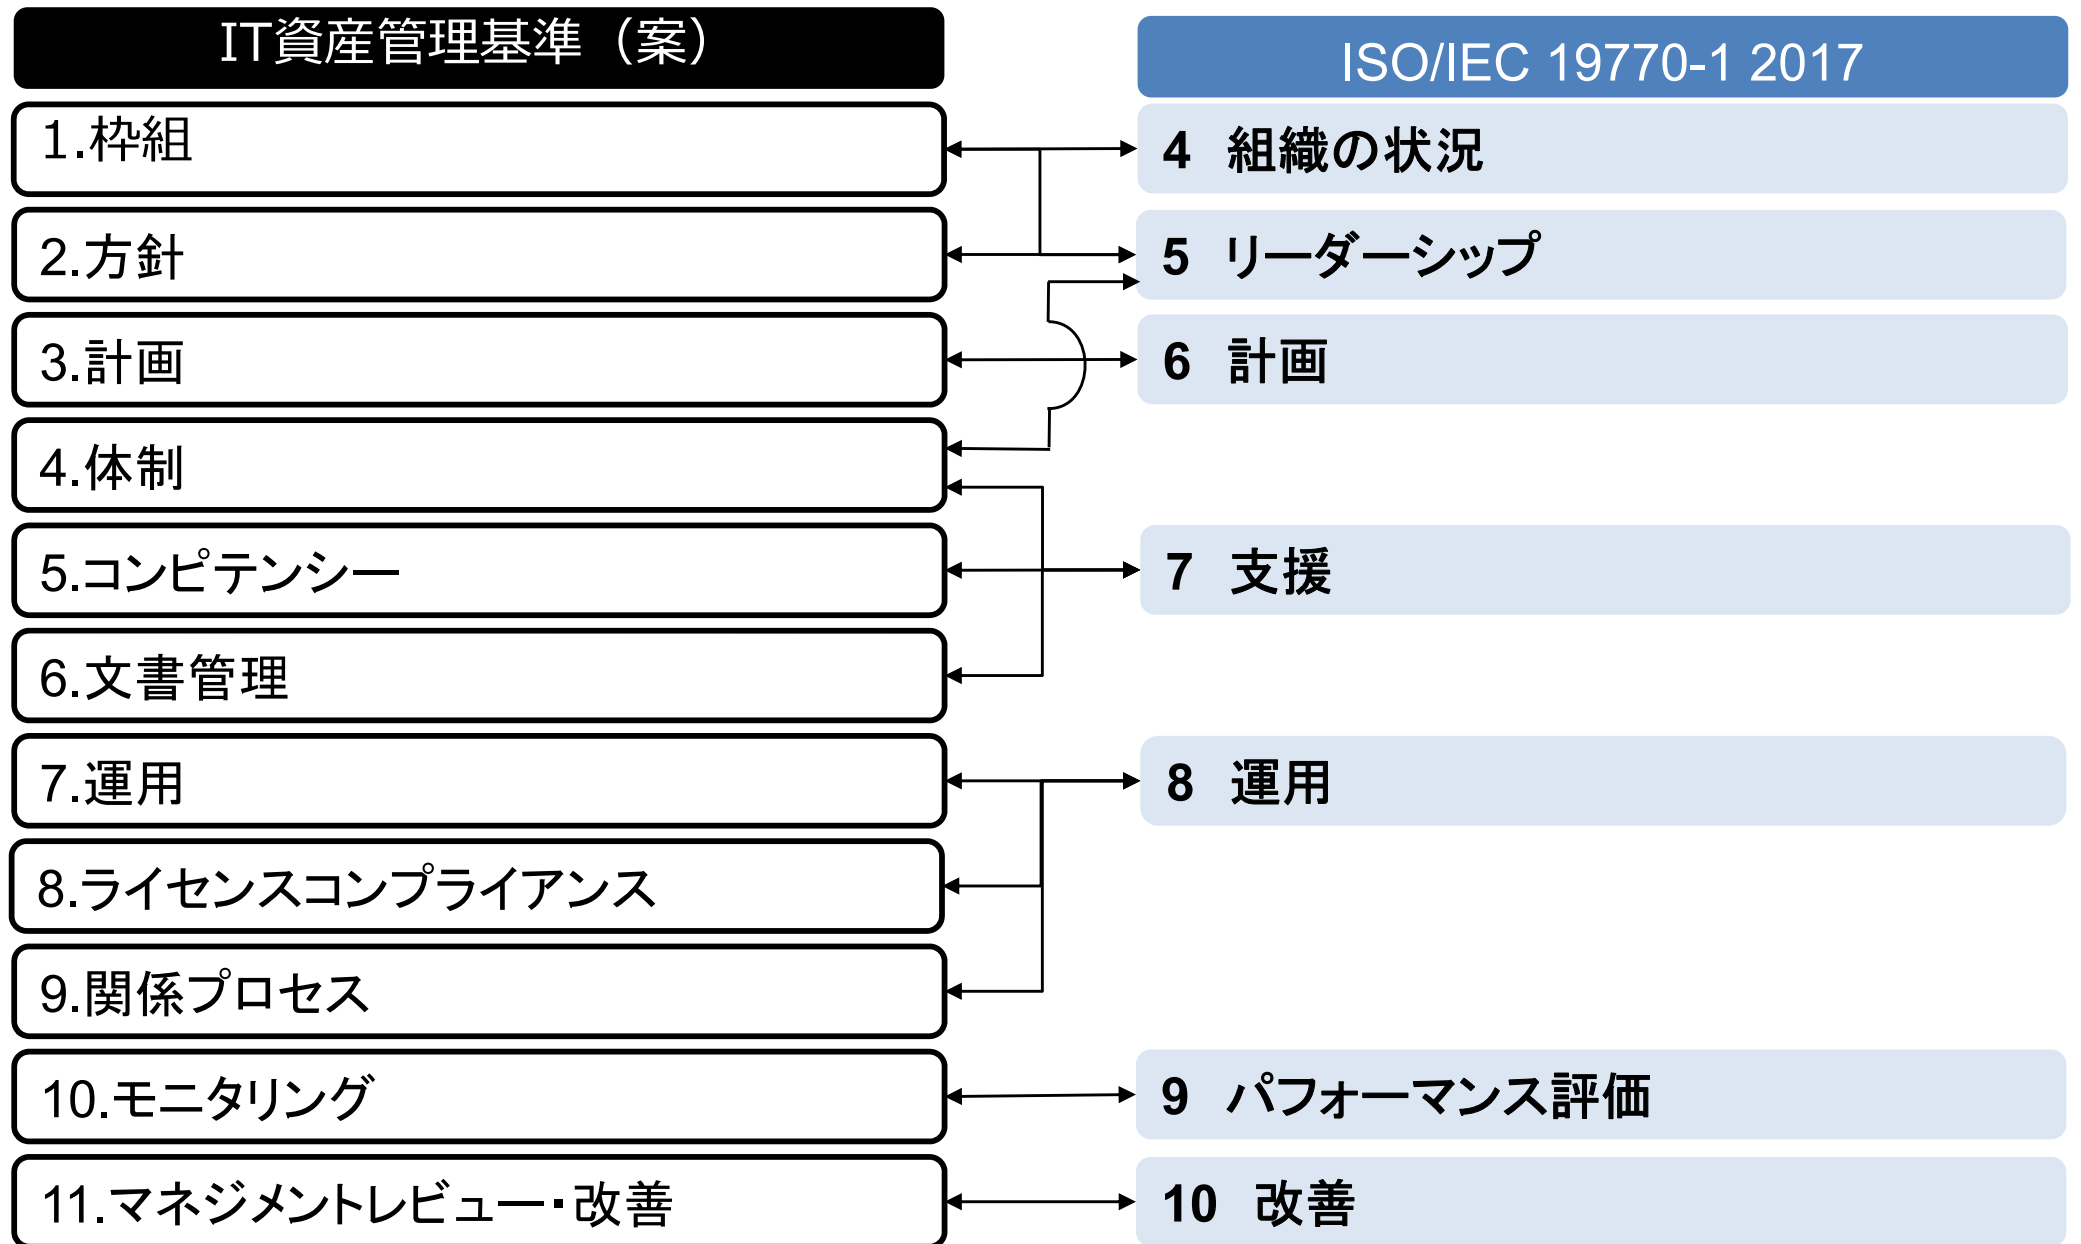 IT資産管理基準（案）
ISO/IEC 19770-1 2017
1.枠組
4 組織の状況
2.方針
5 リーダーシップ
3.計画
6 計画
4.体制
5.コンピテンシー
7 支援
6.文書管理
7.運用
8 運用
8.ライセンスコンプライアンス
9.関係プロセス
10.モニタリング
9 パフォーマンス評価
11.マネジメントレビュー・改善
10 改善